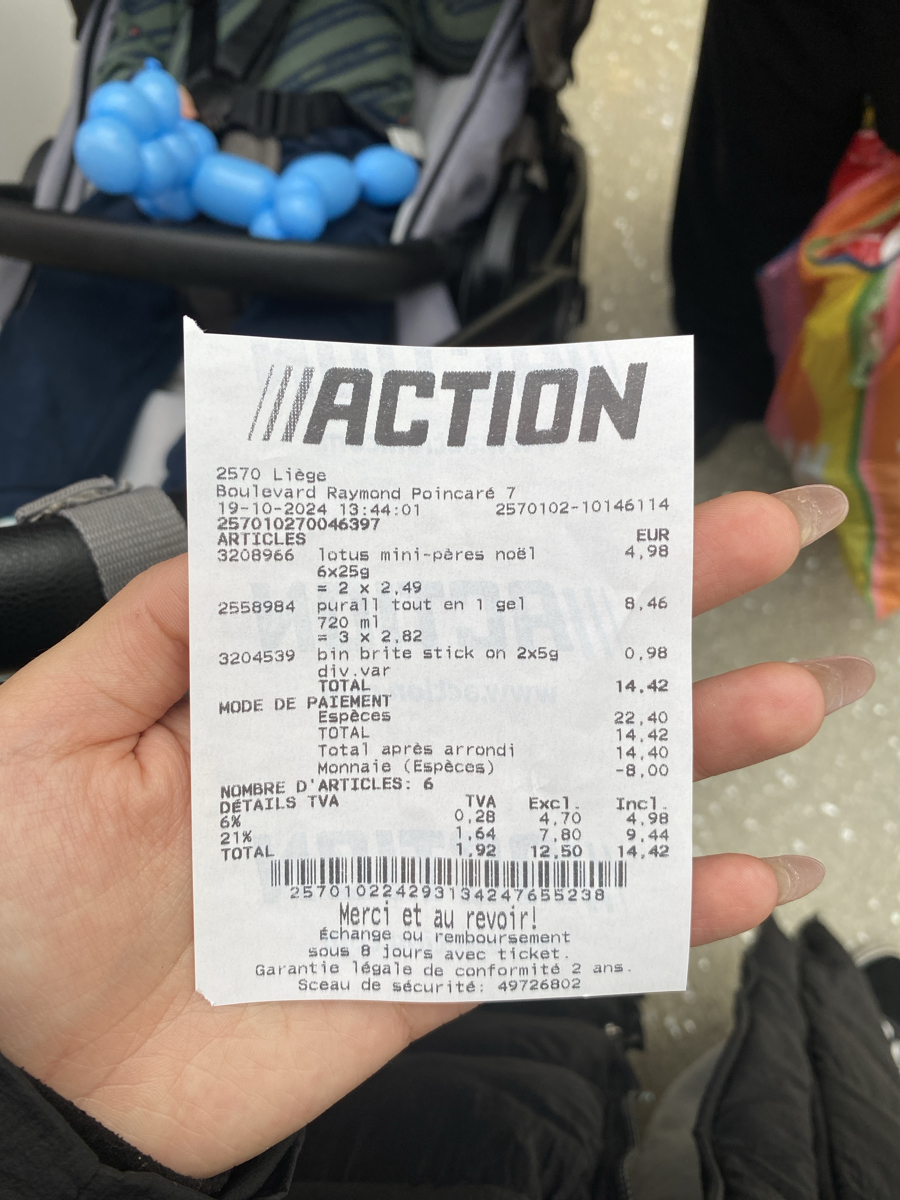 ACTION
2570 Liège
Boulevard Raymond Poincaré 7
19-10-2024 13:44:01 2570102-10146114
257010270046397
ARTICLES EUR
3208966 lotus mini-pères noël 4,98
6x25g
= 2 x 2,49
2558984 purall tout en 1 gel 8,46
720 ml
= 3 x 2,82
3204539 bin brite stick on 2x5g 0,98
div.var
TOTAL 14,42
MODE DE PAIEMENT
Espèces 22,40
TOTAL 14,42
Total après arrondi 14,40
Monnaie (Espèces) -8,00
NOMBRE D'ARTICLES: 6
DÉTAILS TVA TVA Excl. Incl.
6% 0,28 4,70 4,98
21% 1,64 7,80 9,44
TOTAL 1,92 12,50 14,42
257010224293134247655238
Merci et au revoir!
Échange ou remboursement
sous 8 jours avec ticket.
Garantie légale de conformité 2 ans.
Sceau de sécurité: 49726802